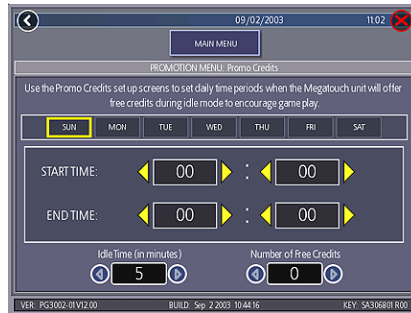 09/02/2003 11:02
MAIN MENU
PROMOTION MENU: Promo Credits
Use the Promo Credits set up screens to set daily time periods when the Megatouch unit will offer
free credits during idle mode to encourage game play.
SUN MON TUE WED THU FRI SAT
START TIME: 00 : 00
END TIME: 00 : 00
Idle Time (in minutes) Number of Free Credits
5 0
VER: PG3002-01V12.00 BUILD: Sep 2 2003 10:44:16 KEY: SA306801 R00